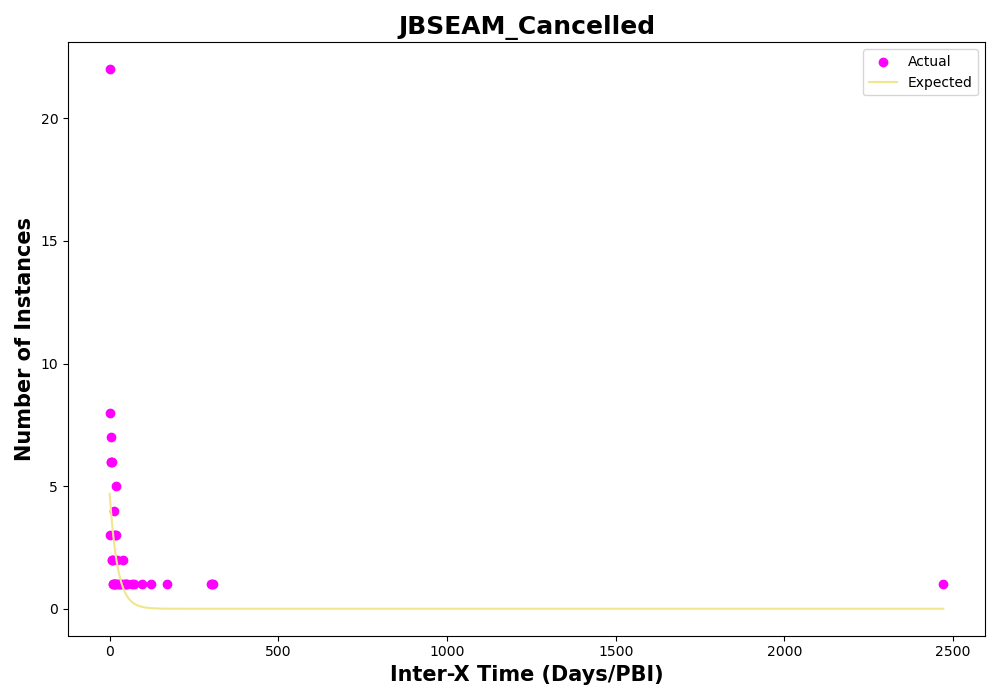 JBSEAM_Cancelled
Actual
Expected
Number of Instances
20
15
10
5
0
0
500
1000
1500
2000
2500
Inter-X Time (Days/PBI)